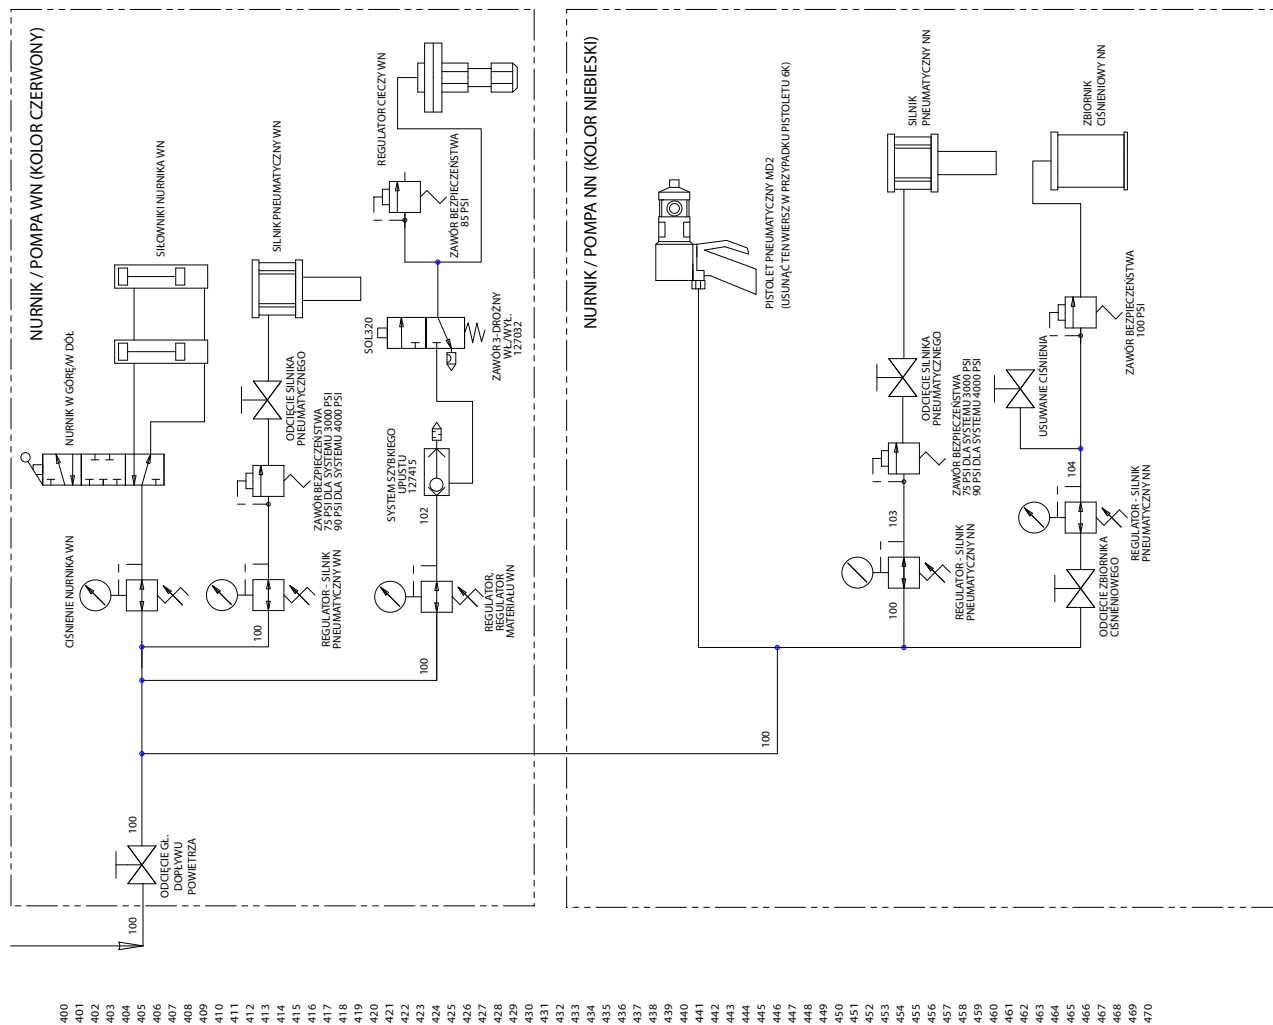 NURNIK / POMPA WN (KOLOR CZERWONY)
NURNIK W GÓRĘ/W DÓŁ
SIŁOWNIKI NURNIKA WN
CIŚNIENIE NURNIKA WN
SILNIK PNEUMATYCZNY WN
ODCIĘCIE SILNIKA
PNEUMATYCZNEGO
ZAWÓR BEZPIECZEŃSTWA
75 PSI DLA SYSTEMU 3000 PSI
90 PSI DLA SYSTEMU 4000 PSI
REGULATOR - SILNIK
PNEUMATYCZNY WN
100
REGULATOR CIECZY WN
ZAWÓR BEZPIECZEŃSTWA
85 PSI
SOL320
ZAWÓR 3-DROŻNY
WŁ./WYŁ.
127032
SYSTEM SZYBKIEGO
UPUSTU
127415
102
REGULATOR,
REGULATOR
MATERIAŁU WN
100
100
ODCIĘCIE GŁ.
DOPŁYWU
POWIETRZA
100
NURNIK / POMPA NN (KOLOR NIEBIESKI)
PISTOLET PNEUMATYCZNY MD2
(USUNĄĆ TEN WIERSZ W PRZYPADKU PISTOLETU 6K)
100
SILNIK
PNEUMATYCZNY NN
ODCIĘCIE SILNIKA
PNEUMATYCZNEGO
ZAWÓR BEZPIECZEŃSTWA
75 PSI DLA SYSTEMU 3000 PSI
90 PSI DLA SYSTEMU 4000 PSI
103
REGULATOR - SILNIK
PNEUMATYCZNY NN
100
ZBIORNIK
CIŚNIENIOWY NN
ZAWÓR BEZPIECZEŃSTWA
100 PSI
USUWANIE CIŚNIENIA
104
REGULATOR - SILNIK
PNEUMATYCZNY NN
ODCIĘCIE ZBIORNIKA
CIŚNIENIOWEGO
400
401
402
403
404
405
406
407
408
409
410
411
412
413
414
415
416
417
418
419
420
421
422
423
424
425
426
427
428
429
430
431
432
433
434
435
436
437
438
439
440
441
442
443
444
445
446
447
448
449
450
451
452
453
454
455
456
457
458
459
460
461
462
463
464
465
466
467
468
469
470